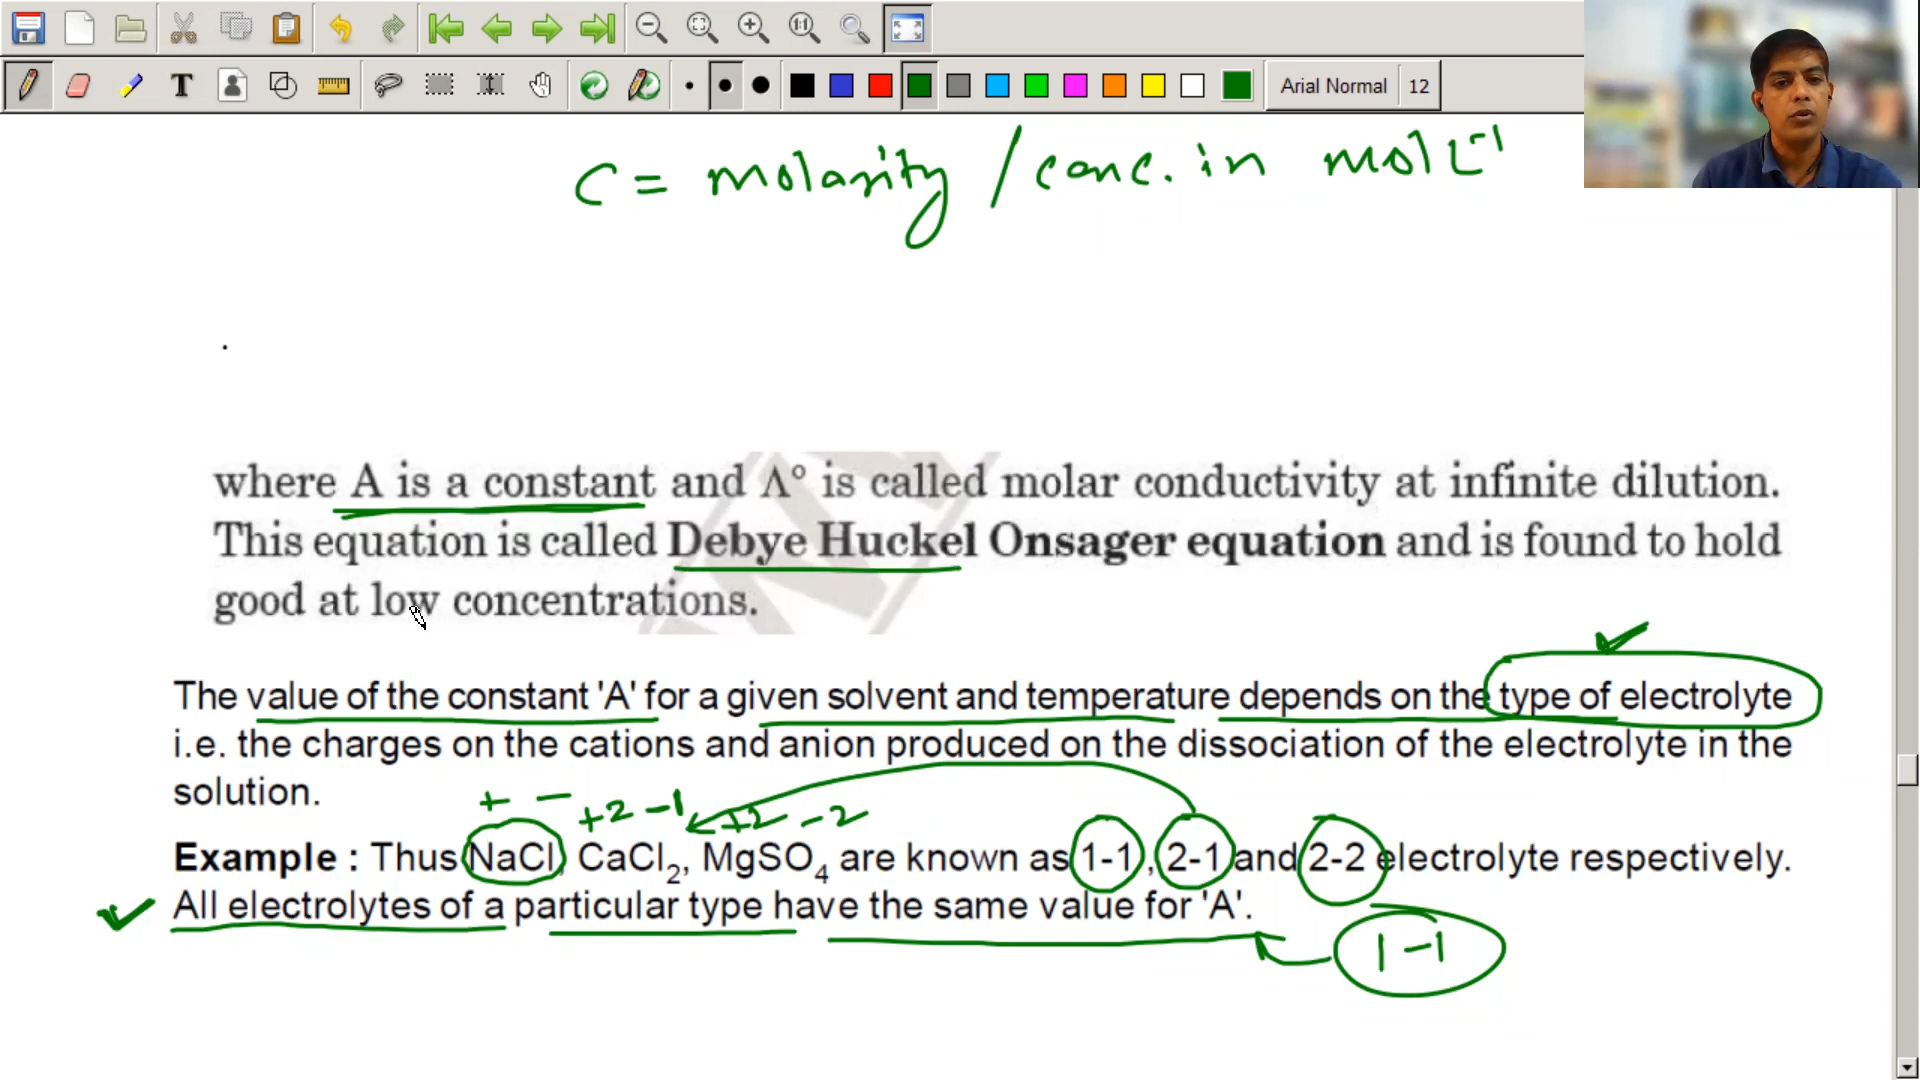 Arial Normal 12
C = molarity / conc. in mol L⁻¹
where A is a constant and Λ° is called molar conductivity at infinite dilution.
This equation is called Debye Huckel Onsager equation and is found to hold
good at low concentrations.
The value of the constant 'A' for a given solvent and temperature depends on the type of electrolyte
i.e. the charges on the cations and anion produced on the dissociation of the electrolyte in the
solution.
+ − +2 −1 +2 −2
Example : Thus NaCl, CaCl₂, MgSO₄ are known as 1-1, 2-1 and 2-2 electrolyte respectively.
All electrolytes of a particular type have the same value for 'A'.
1-1